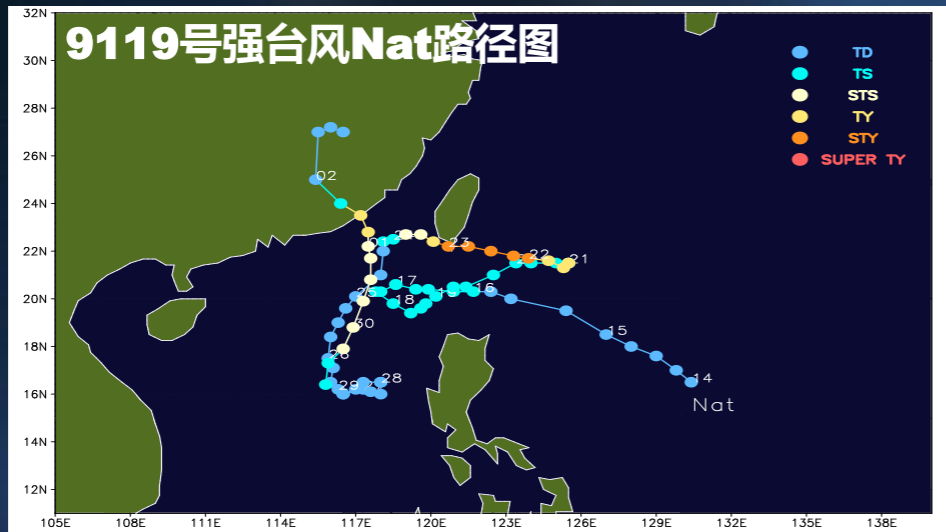 9119号强台风Nat路径图
32N
30N
28N
26N
24N
22N
20N
18N
16N
14N
12N
105E
108E
111E
114E
117E
120E
123E
126E
129E
132E
135E
138E
TD
TS
STS
TY
STY
SUPER TY
02
01
23
22
21
17
16
18
19
25
15
30
26
14
29
28
Nat